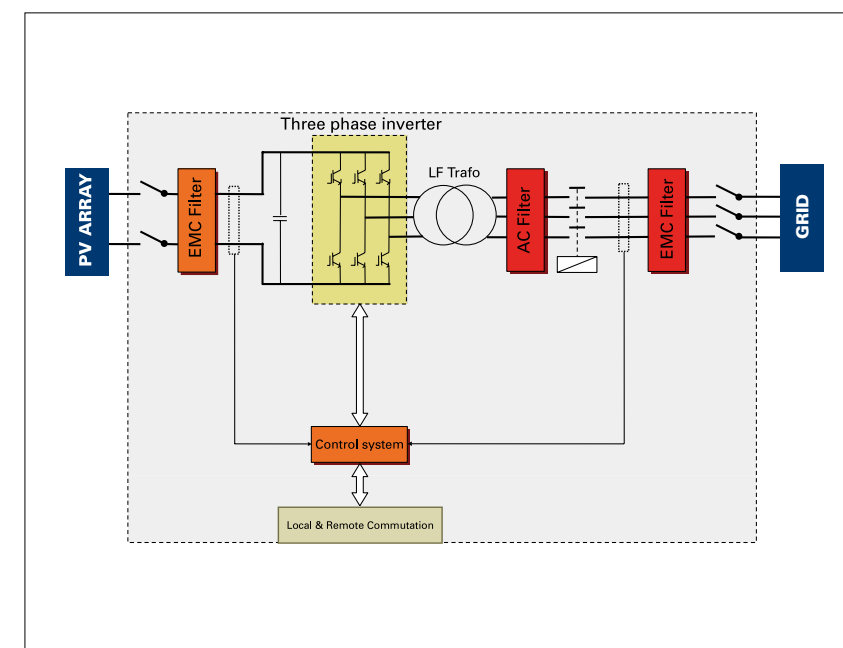 Three phase inverter
PV ARRAY
EMC Filter
LF Trafo
AC Filter
EMC Filter
GRID
Control system
Local & Remote Commutation